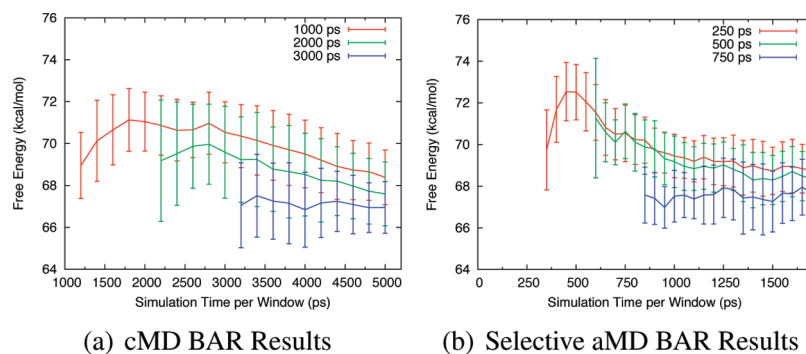 76
74
72
70
68
66
64
Free Energy (kcal/mol)
1000 ps
2000 ps
3000 ps
1000 1500 2000 2500 3000 3500 4000 4500 5000
Simulation Time per Window (ps)
(a) cMD BAR Results
76
74
72
70
68
66
64
Free Energy (kcal/mol)
250 ps
500 ps
750 ps
0 250 500 750 1000 1250 1500
Simulation Time per Window (ps)
(b) Selective aMD BAR Results